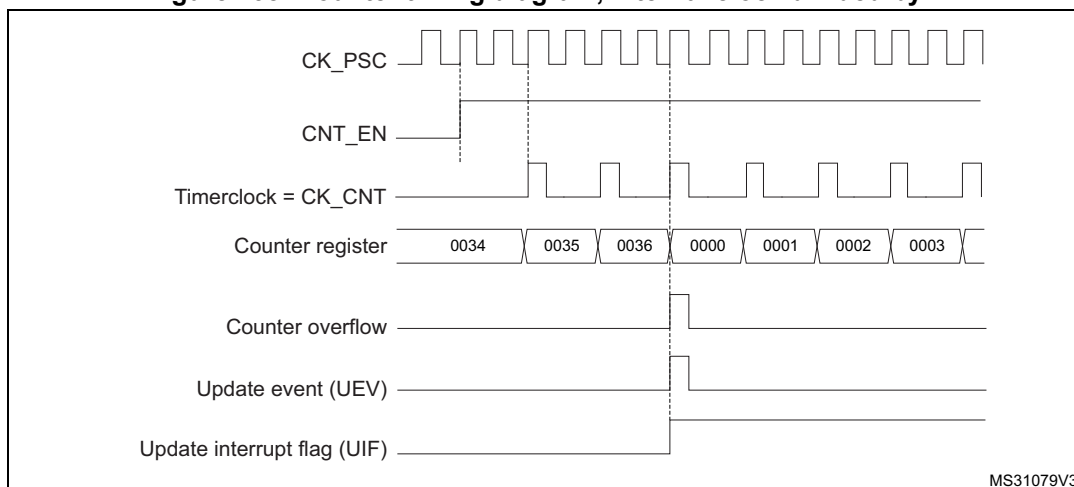 CK_PSC
CNT_EN
Timerclock = CK_CNT
Counter register 0034 0035 0036 0000 0001 0002 0003
Counter overflow
Update event (UEV)
Update interrupt flag (UIF)
MS31079V3